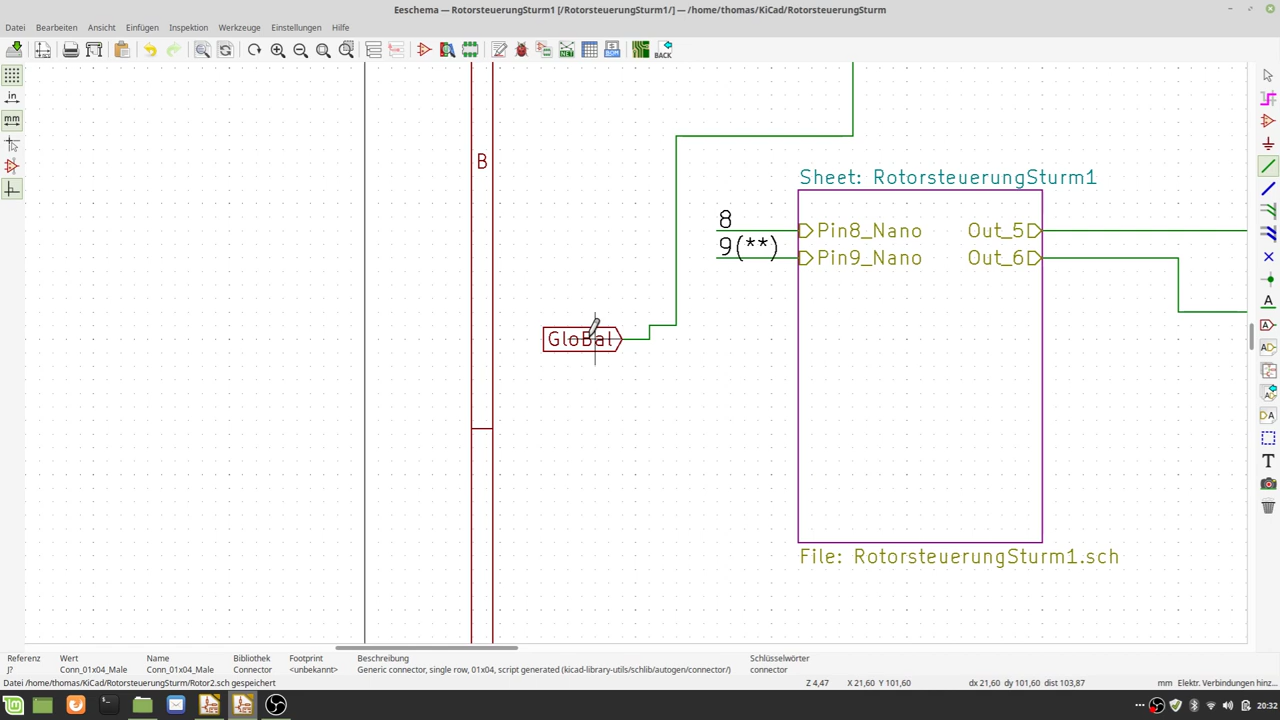 Eeschema — RotorsteuerungSturm1 [/RotorsteuerungSturm1/] — /home/thomas/KiCad/RotorsteuerungSturm
Datei Bearbeiten Ansicht Einfügen Inspektion Werkzeuge Einstellungen Hilfe
NET
BOM
BACK
in
mm
B
Sheet: RotorsteuerungSturm1
8
Pin8_Nano Out_5
9(**)
Pin9_Nano Out_6
GloBal
File: RotorsteuerungSturm1.sch
Referenz Wert Name Bibliothek Footprint Beschreibung Schlüsselwörter
J? Conn_01x04_Male Conn_01x04_Male Connector <unbekannt> Generic connector, single row, 01x04, script generated (kicad-library-utils/schlib/autogen/connector/) connector
Datei /home/thomas/KiCad/RotorsteuerungSturm/Rotor2.sch gespeichert Z 4,47 X 21,60 Y 101,60 dx 21,60 dy 101,60 dist 103,87 mm Elektr. Verbindungen hinz...
20:32